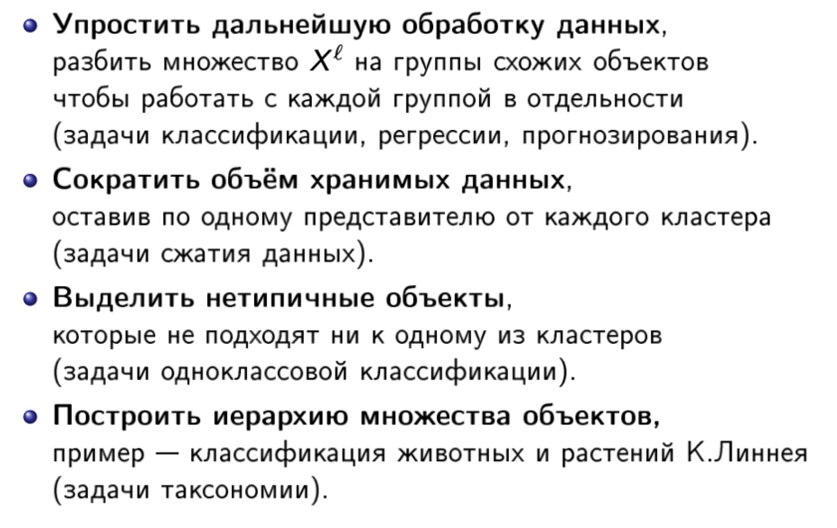 Упростить дальнейшую обработку данных,
разбить множество X^ℓ на группы схожих объектов
чтобы работать с каждой группой в отдельности
(задачи классификации, регрессии, прогнозирования).
Сократить объём хранимых данных,
оставив по одному представителю от каждого кластера
(задачи сжатия данных).
Выделить нетипичные объекты,
которые не подходят ни к одному из кластеров
(задачи одноклассовой классификации).
Построить иерархию множества объектов,
пример — классификация животных и растений К.Линнея
(задачи таксономии).